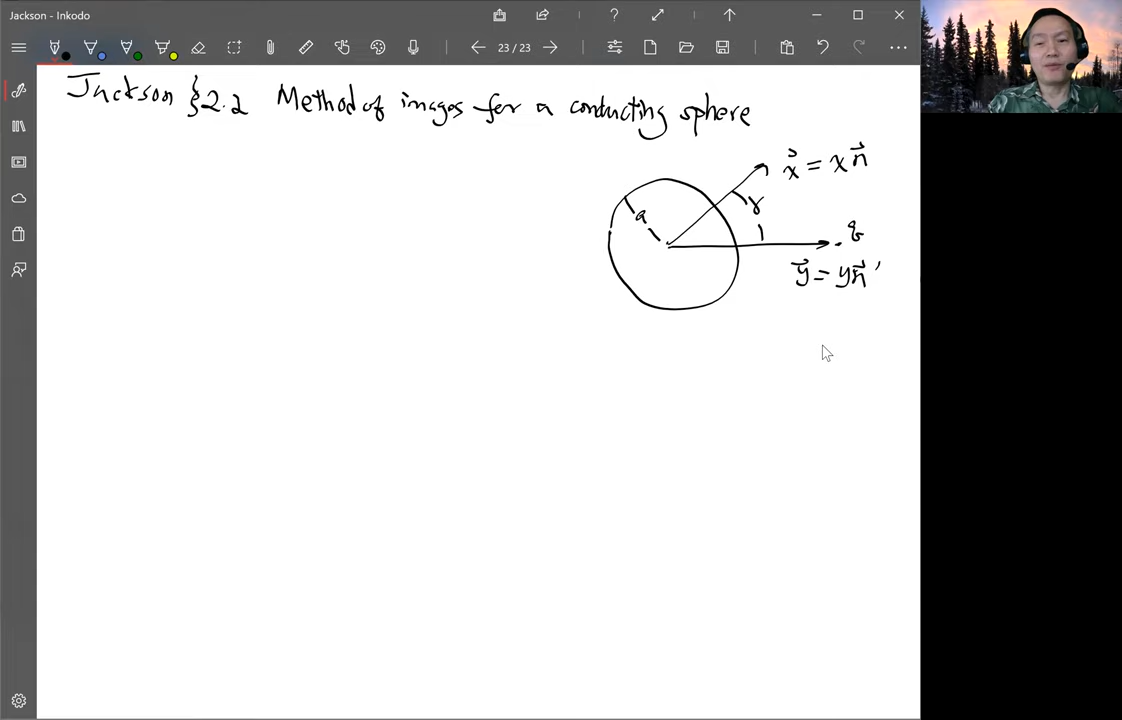 Jackson - Inkodo
23 / 23
Jackson §2.2 Method of images for a conducting sphere
x⃗ = x n⃗
a
γ
q
y⃗ = y n⃗ ′